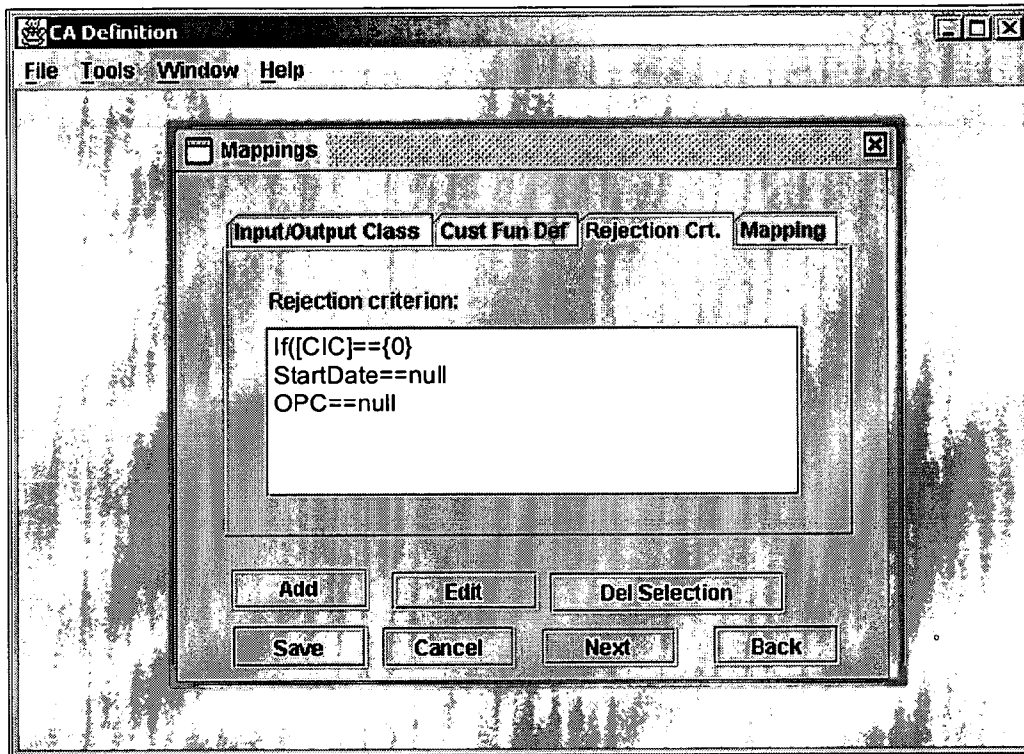 CA Definition
File Tools Window Help
Mappings
Input/Output Class Cust Fun Def Rejection Crt. Mapping
Rejection criterion:
If([CIC]=={0}
StartDate==null
OPC==null
Add Edit Del Selection
Save Cancel Next Back